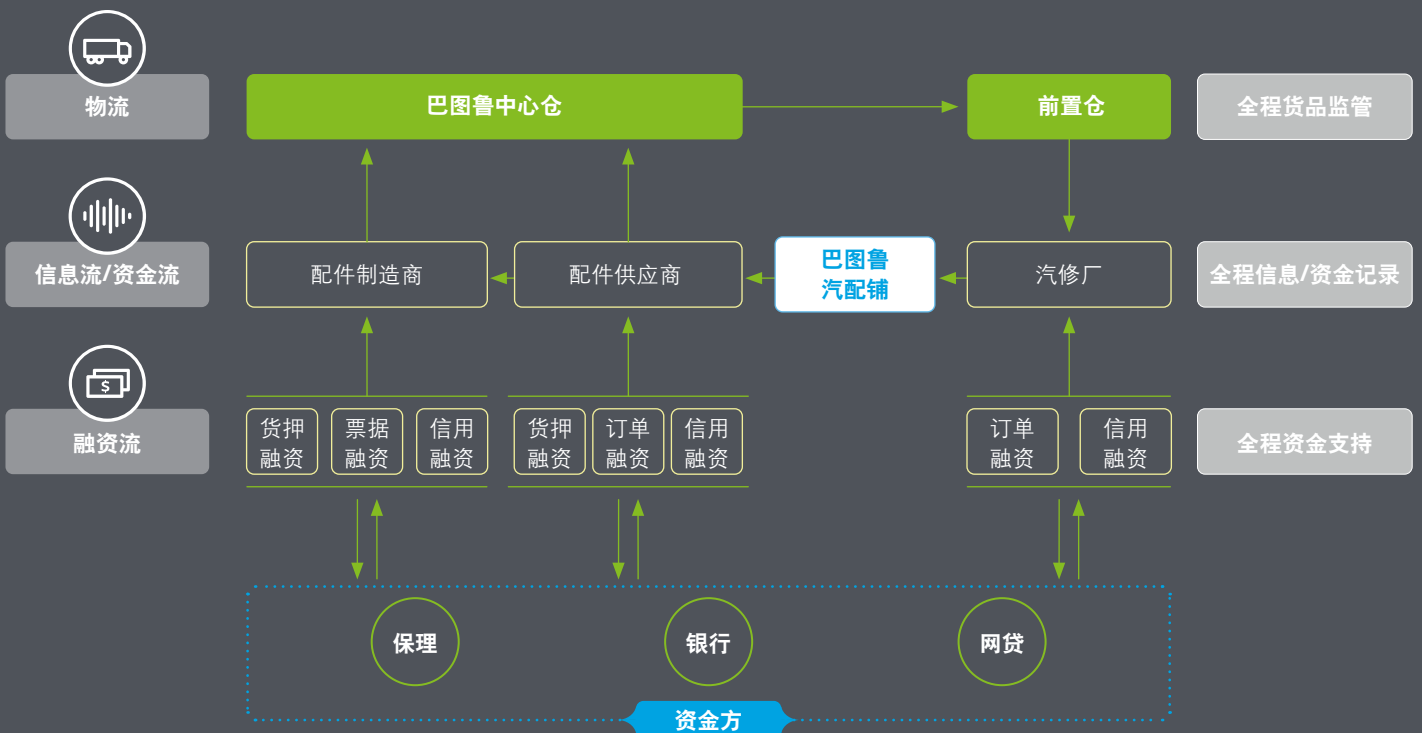 物流
巴图鲁中心仓
前置仓
全程货品监管
信息流/资金流
配件制造商
配件供应商
巴图鲁
汽配铺
汽修厂
全程信息/资金记录
$
融资流
货押
融资
票据
融资
信用
融资
货押
融资
订单
融资
信用
融资
订单
融资
信用
融资
全程资金支持
保理
银行
网贷
资金方